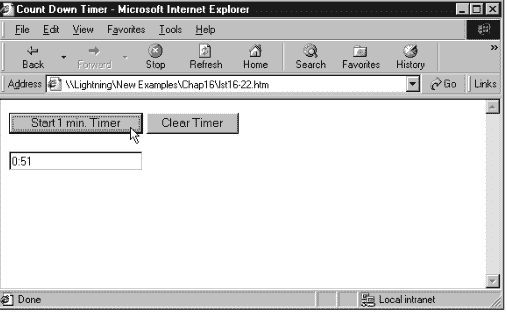 Count Down Timer - Microsoft Internet Explorer
File Edit View Favorites Tools Help
Back Forward Stop Refresh Home Search Favorites History »
Address \\Lightning\New Examples\Chap16\lst16-22.htm Go Links
Start 1 min. Timer Clear Timer
0:51
Done Local intranet